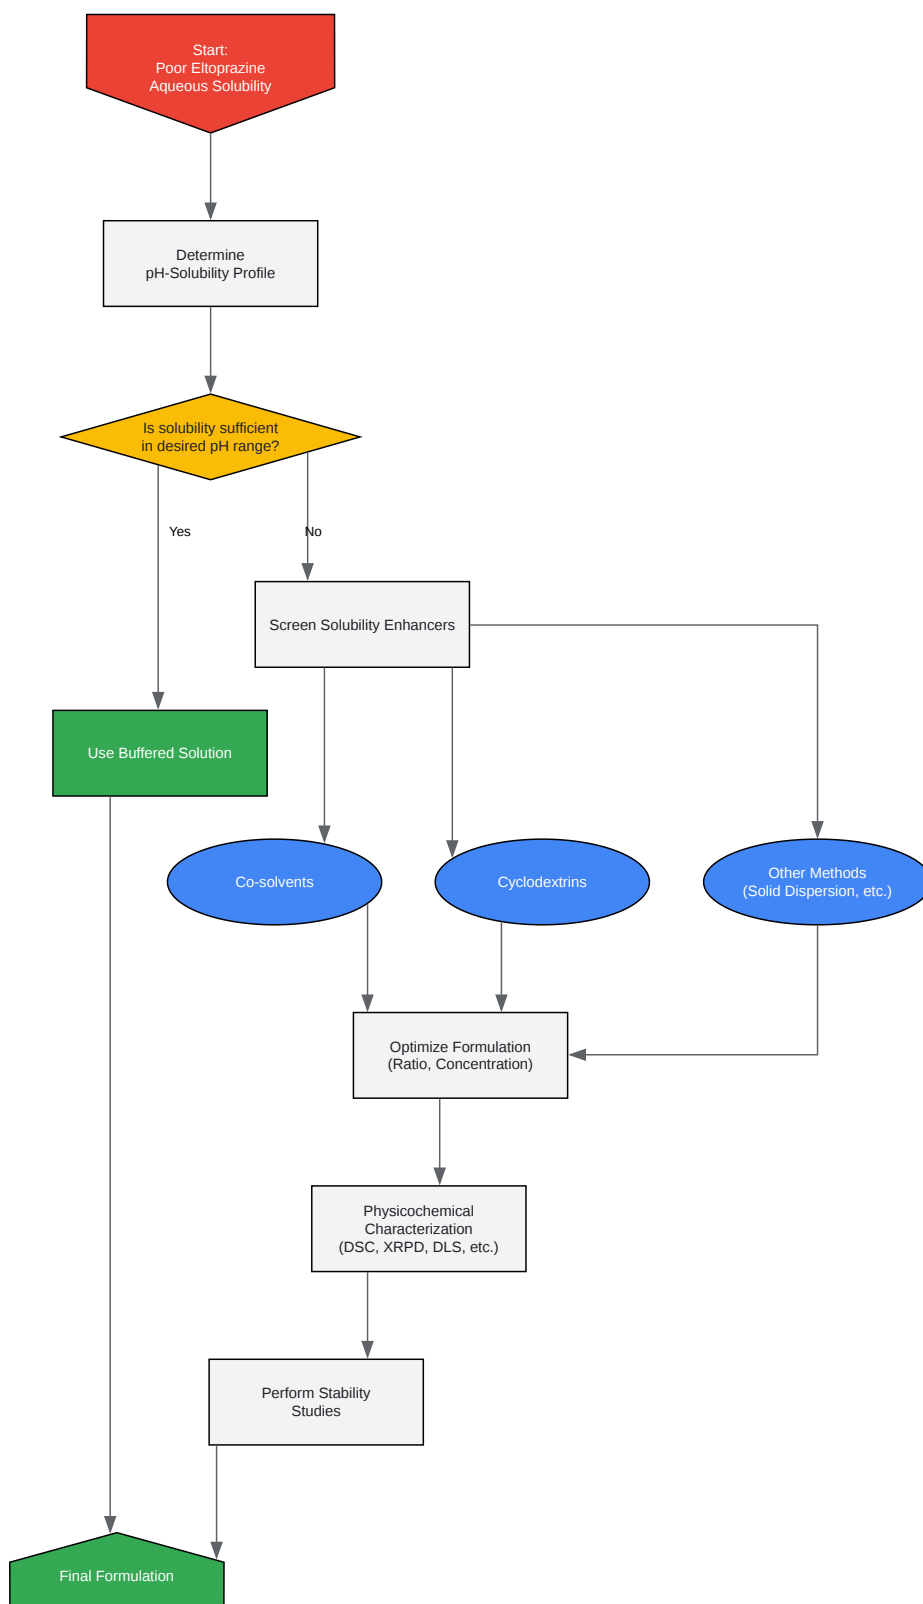 Start:
Poor Eltoprazine
Aqueous Solubility
Determine
pH-Solubility Profile
Is solubility sufficient
in desired pH range?
Yes
No
Screen Solubility Enhancers
Use Buffered Solution
Co-solvents
Cyclodextrins
Other Methods
(Solid Dispersion, etc.)
Optimize Formulation
(Ratio, Concentration)
Physicochemical
Characterization
(DSC, XRPD, DLS, etc.)
Perform Stability
Studies
Final Formulation